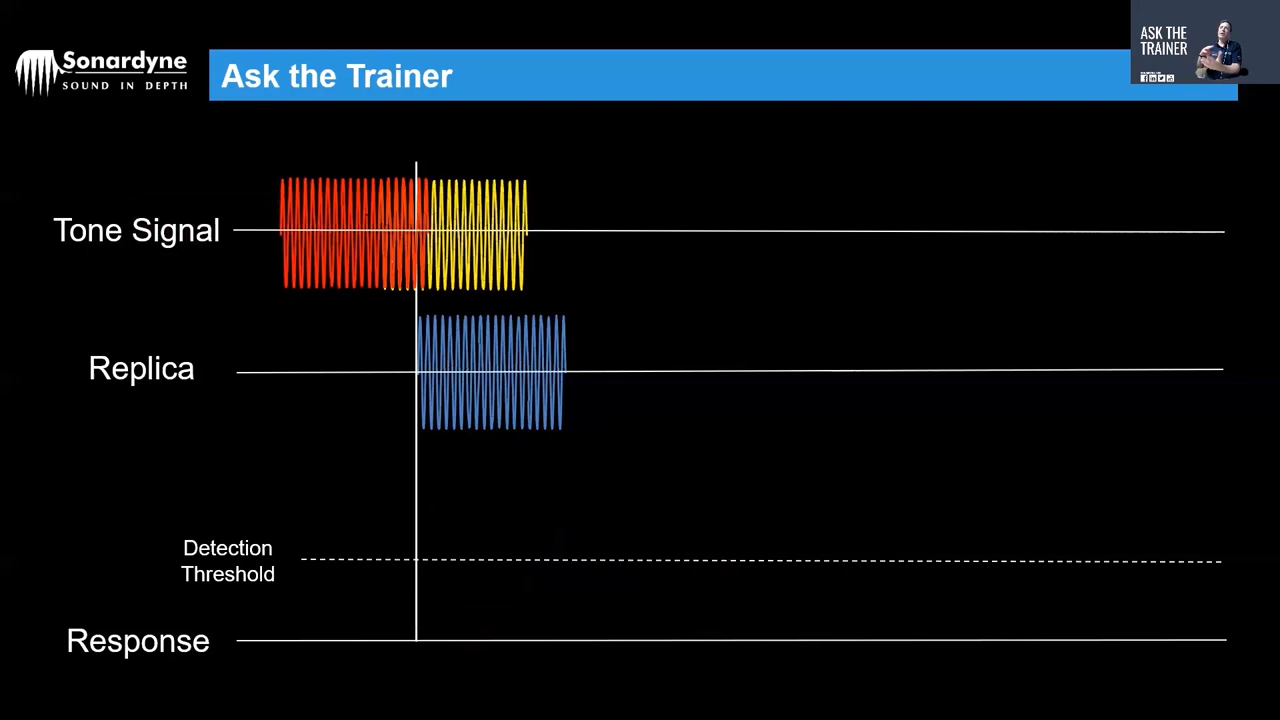 Sonardyne
SOUND IN DEPTH
Ask the Trainer
ASK THE
TRAINER
Tone Signal
Replica
Detection
Threshold
Response